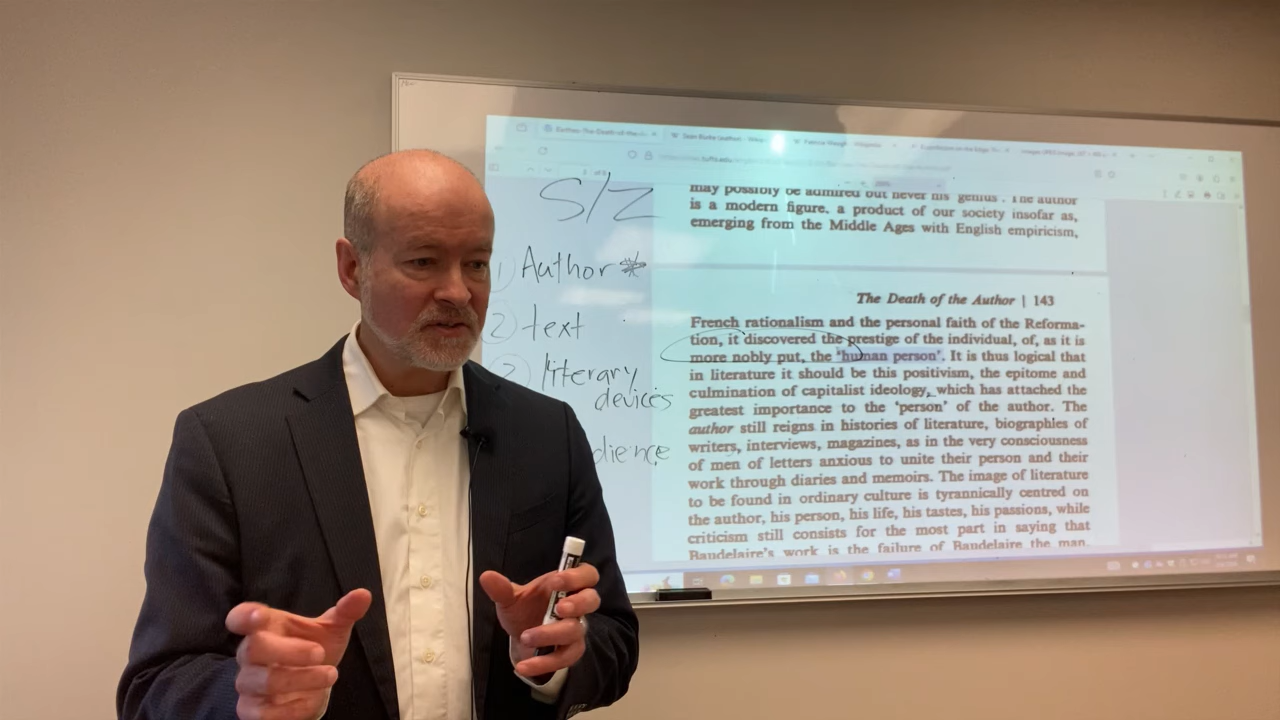 S/Z
① Author *
② text
③ literary
devices
dience
may possibly be admired but never his 'genius'. The author
is a modern figure, a product of our society insofar as,
emerging from the Middle Ages with English empiricism,
The Death of the Author | 143
French rationalism and the personal faith of the Reforma-
tion, it discovered the prestige of the individual, of, as it is
more nobly put, the 'human person'. It is thus logical that
in literature it should be this positivism, the epitome and
culmination of capitalist ideology, which has attached the
greatest importance to the 'person' of the author. The
author still reigns in histories of literature, biographies of
writers, interviews, magazines, as in the very consciousness
of men of letters anxious to unite their person and their
work through diaries and memoirs. The image of literature
to be found in ordinary culture is tyrannically centred on
the author, his person, his life, his tastes, his passions, while
criticism still consists for the most part in saying that
Baudelaire's work is the failure of Baudelaire the man,